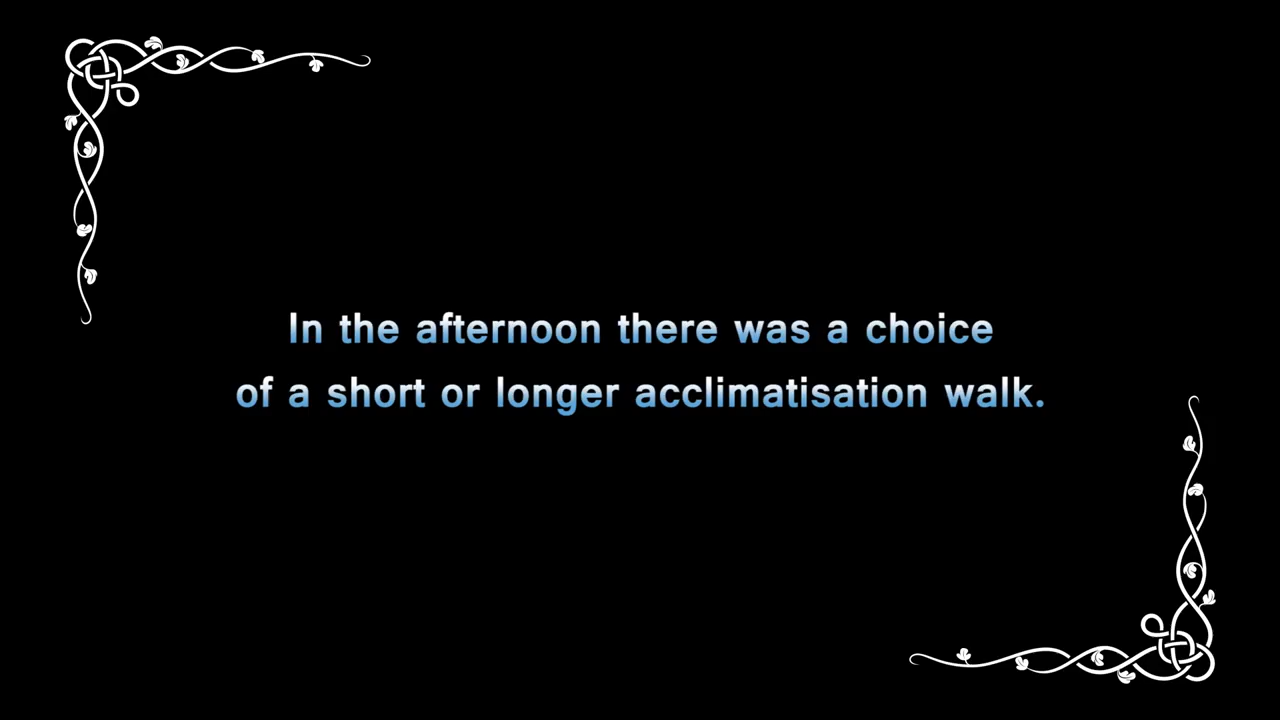 In the afternoon there was a choice
of a short or longer acclimatisation walk.